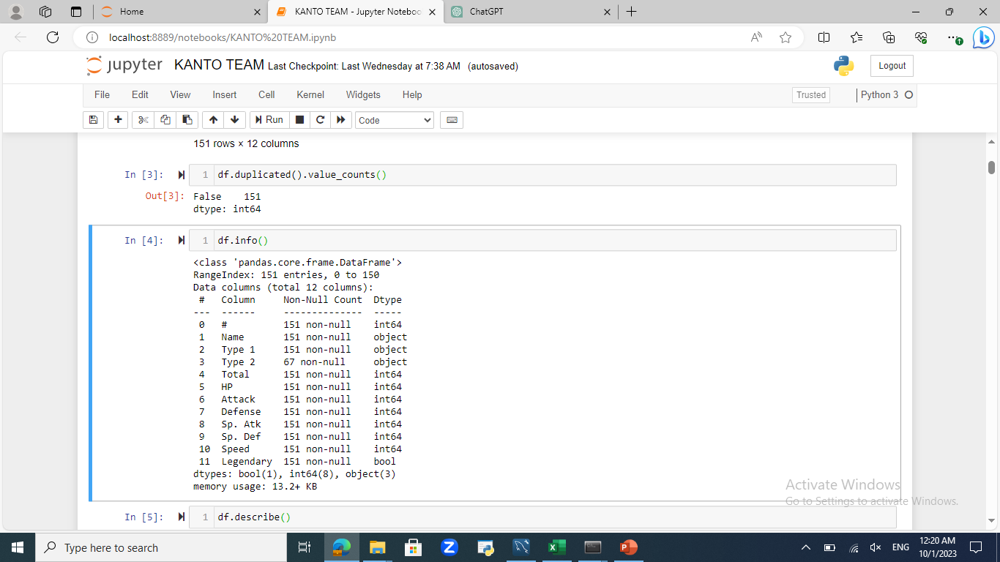 Home
KANTO TEAM - Jupyter Noteboo
ChatGPT
localhost:8889/notebooks/KANTO%20TEAM.ipynb
jupyter KANTO TEAM Last Checkpoint: Last Wednesday at 7:38 AM (autosaved)
Logout
File Edit View Insert Cell Kernel Widgets Help
Trusted
Python 3
Run
Code
151 rows × 12 columns
In [3]: 1 df.duplicated().value_counts()
Out[3]: False    151
dtype: int64
In [4]: 1 df.info()
<class 'pandas.core.frame.DataFrame'>
RangeIndex: 151 entries, 0 to 150
Data columns (total 12 columns):
 #   Column     Non-Null Count  Dtype
---  ------     --------------  -----
 0   #          151 non-null    int64
 1   Name       151 non-null    object
 2   Type 1     151 non-null    object
 3   Type 2     67 non-null     object
 4   Total      151 non-null    int64
 5   HP         151 non-null    int64
 6   Attack     151 non-null    int64
 7   Defense    151 non-null    int64
 8   Sp. Atk    151 non-null    int64
 9   Sp. Def    151 non-null    int64
 10  Speed      151 non-null    int64
 11  Legendary  151 non-null    bool
dtypes: bool(1), int64(8), object(3)
memory usage: 13.2+ KB
In [5]: 1 df.describe()
Activate Windows
Go to Settings to activate Windows.
Type here to search
ENG
12:20 AM
10/1/2023